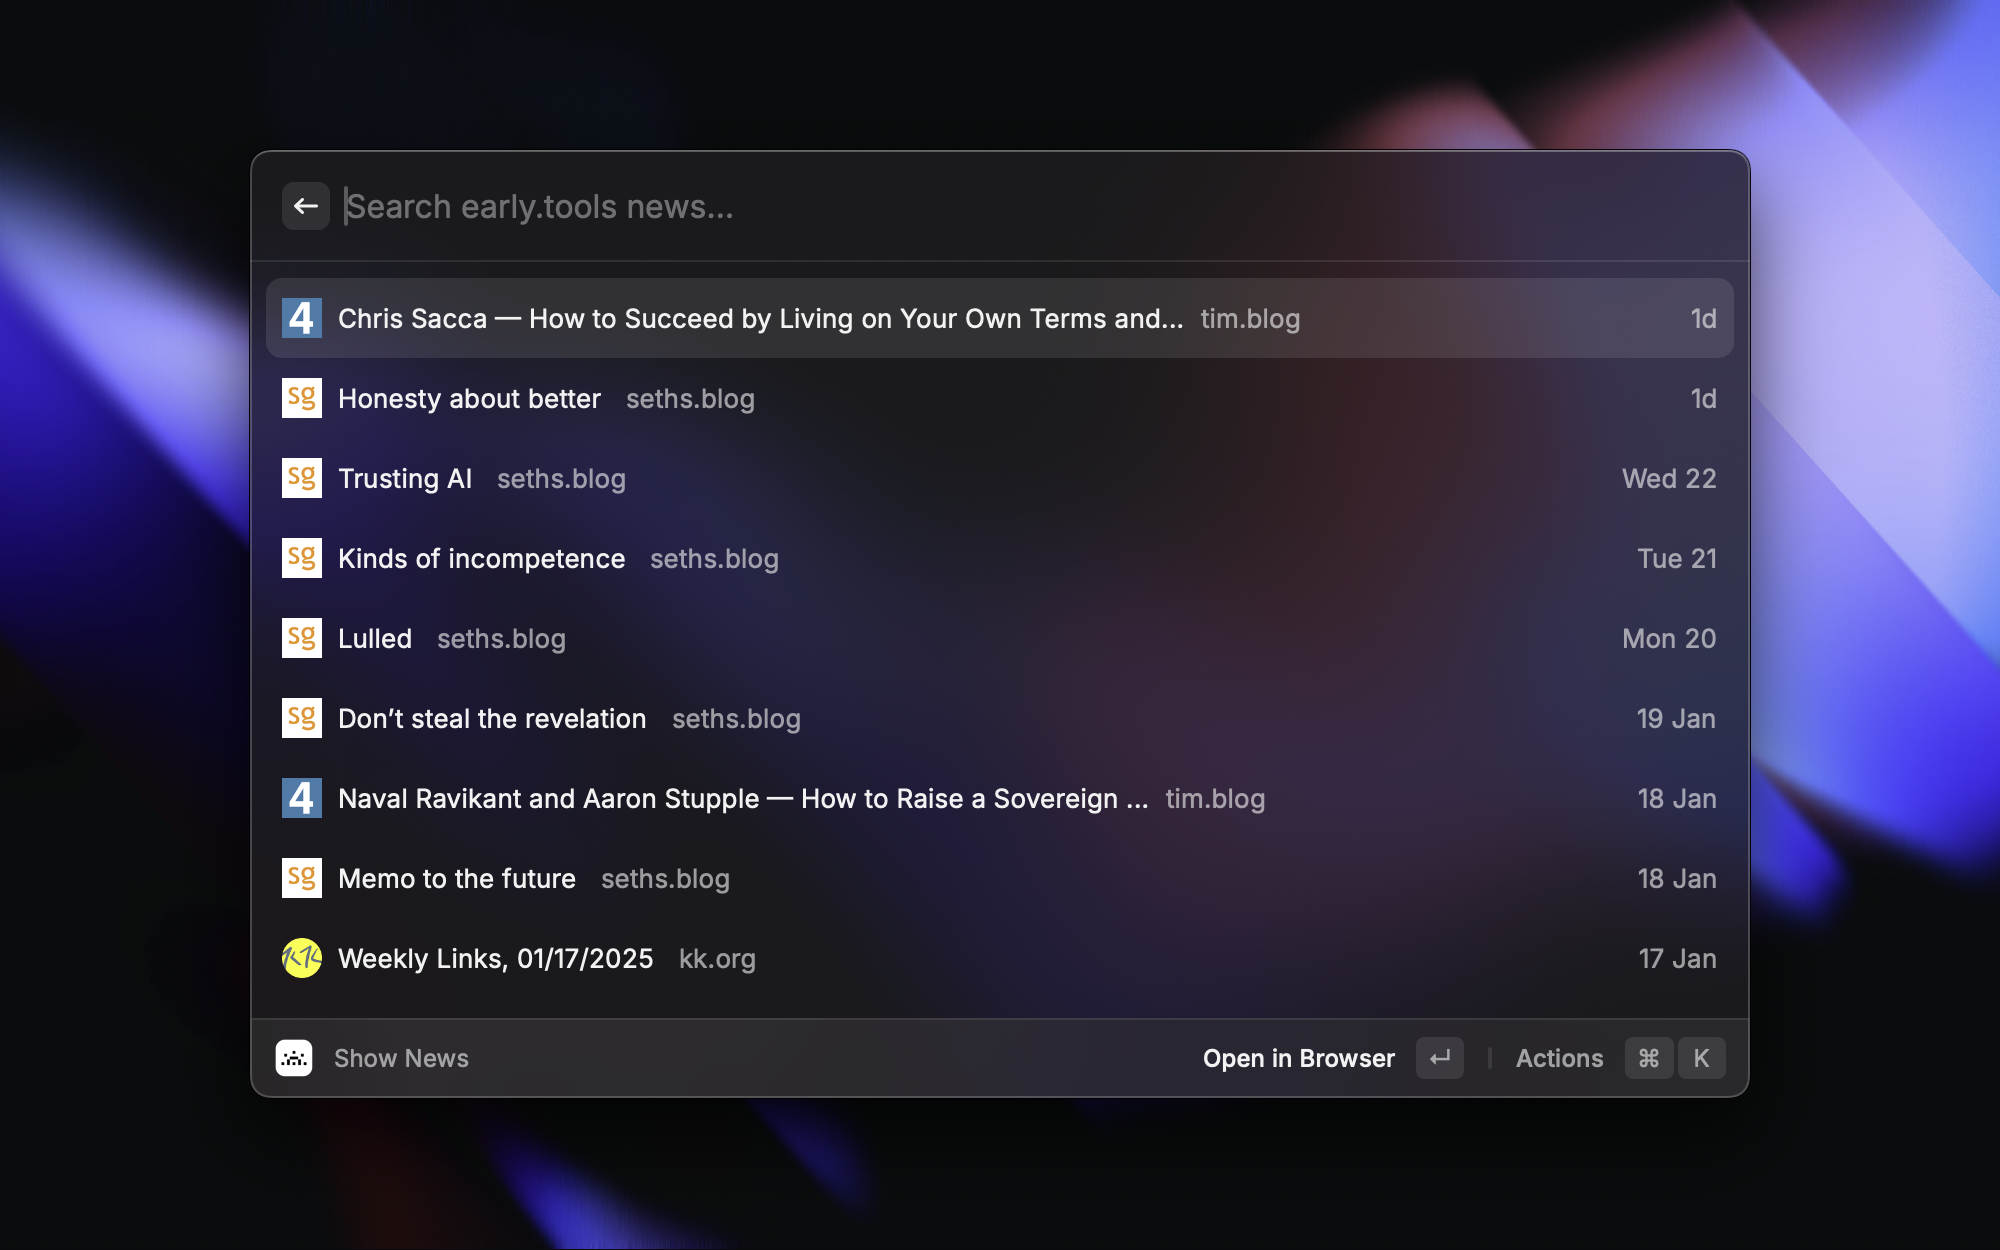 Search early.tools news...
4 Chris Sacca — How to Succeed by Living on Your Own Terms and... tim.blog 1d
sg Honesty about better seths.blog 1d
sg Trusting AI seths.blog Wed 22
sg Kinds of incompetence seths.blog Tue 21
sg Lulled seths.blog Mon 20
sg Don’t steal the revelation seths.blog 19 Jan
4 Naval Ravikant and Aaron Stupple — How to Raise a Sovereign ... tim.blog 18 Jan
sg Memo to the future seths.blog 18 Jan
KK Weekly Links, 01/17/2025 kk.org 17 Jan
Show News Open in Browser ↵ Actions ⌘ K